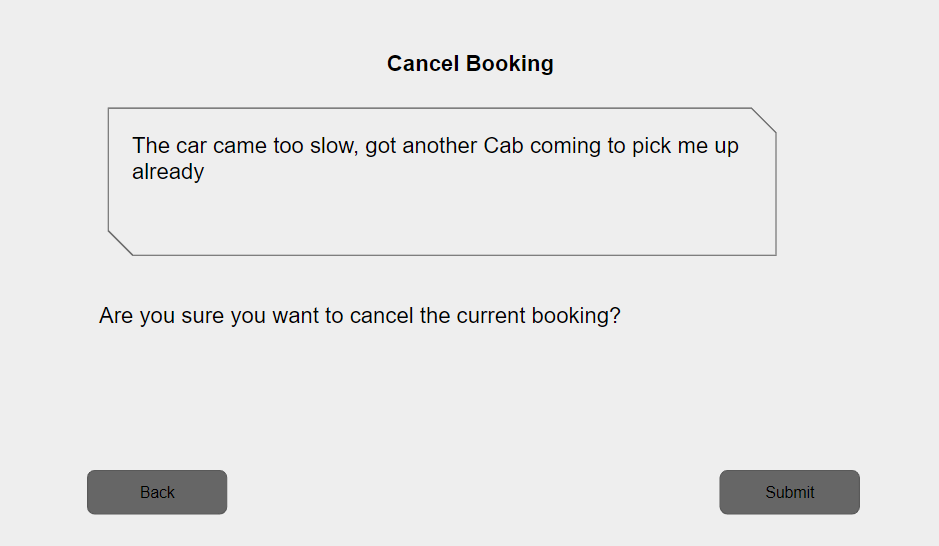 Cancel Booking
The car came too slow, got another Cab coming to pick me up
already
Are you sure you want to cancel the current booking?
Back
Submit